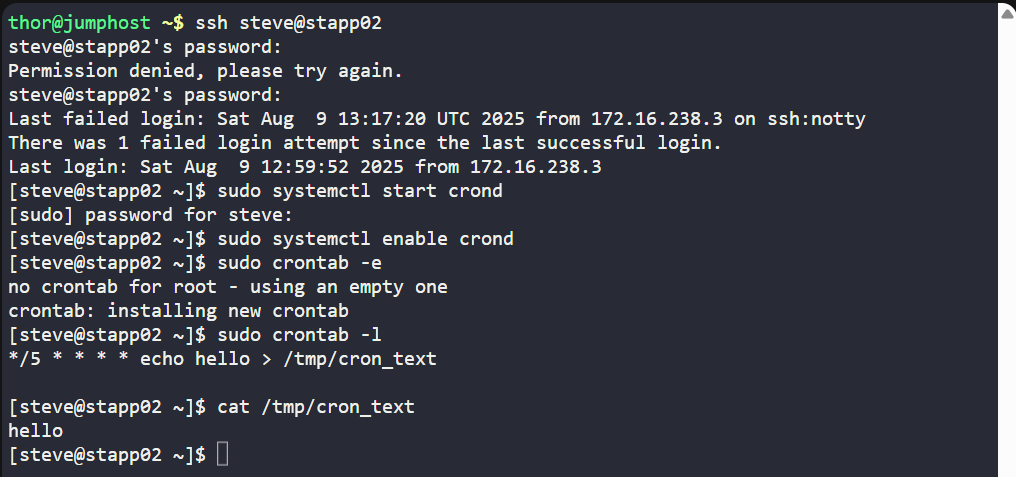 thor@jumphost ~$ ssh steve@stapp02
steve@stapp02's password:
Permission denied, please try again.
steve@stapp02's password:
Last failed login: Sat Aug  9 13:17:20 UTC 2025 from 172.16.238.3 on ssh:notty
There was 1 failed login attempt since the last successful login.
Last login: Sat Aug  9 12:59:52 2025 from 172.16.238.3
[steve@stapp02 ~]$ sudo systemctl start crond
[sudo] password for steve:
[steve@stapp02 ~]$ sudo systemctl enable crond
[steve@stapp02 ~]$ sudo crontab -e
no crontab for root - using an empty one
crontab: installing new crontab
[steve@stapp02 ~]$ sudo crontab -l
*/5 * * * * echo hello > /tmp/cron_text

[steve@stapp02 ~]$ cat /tmp/cron_text
hello
[steve@stapp02 ~]$